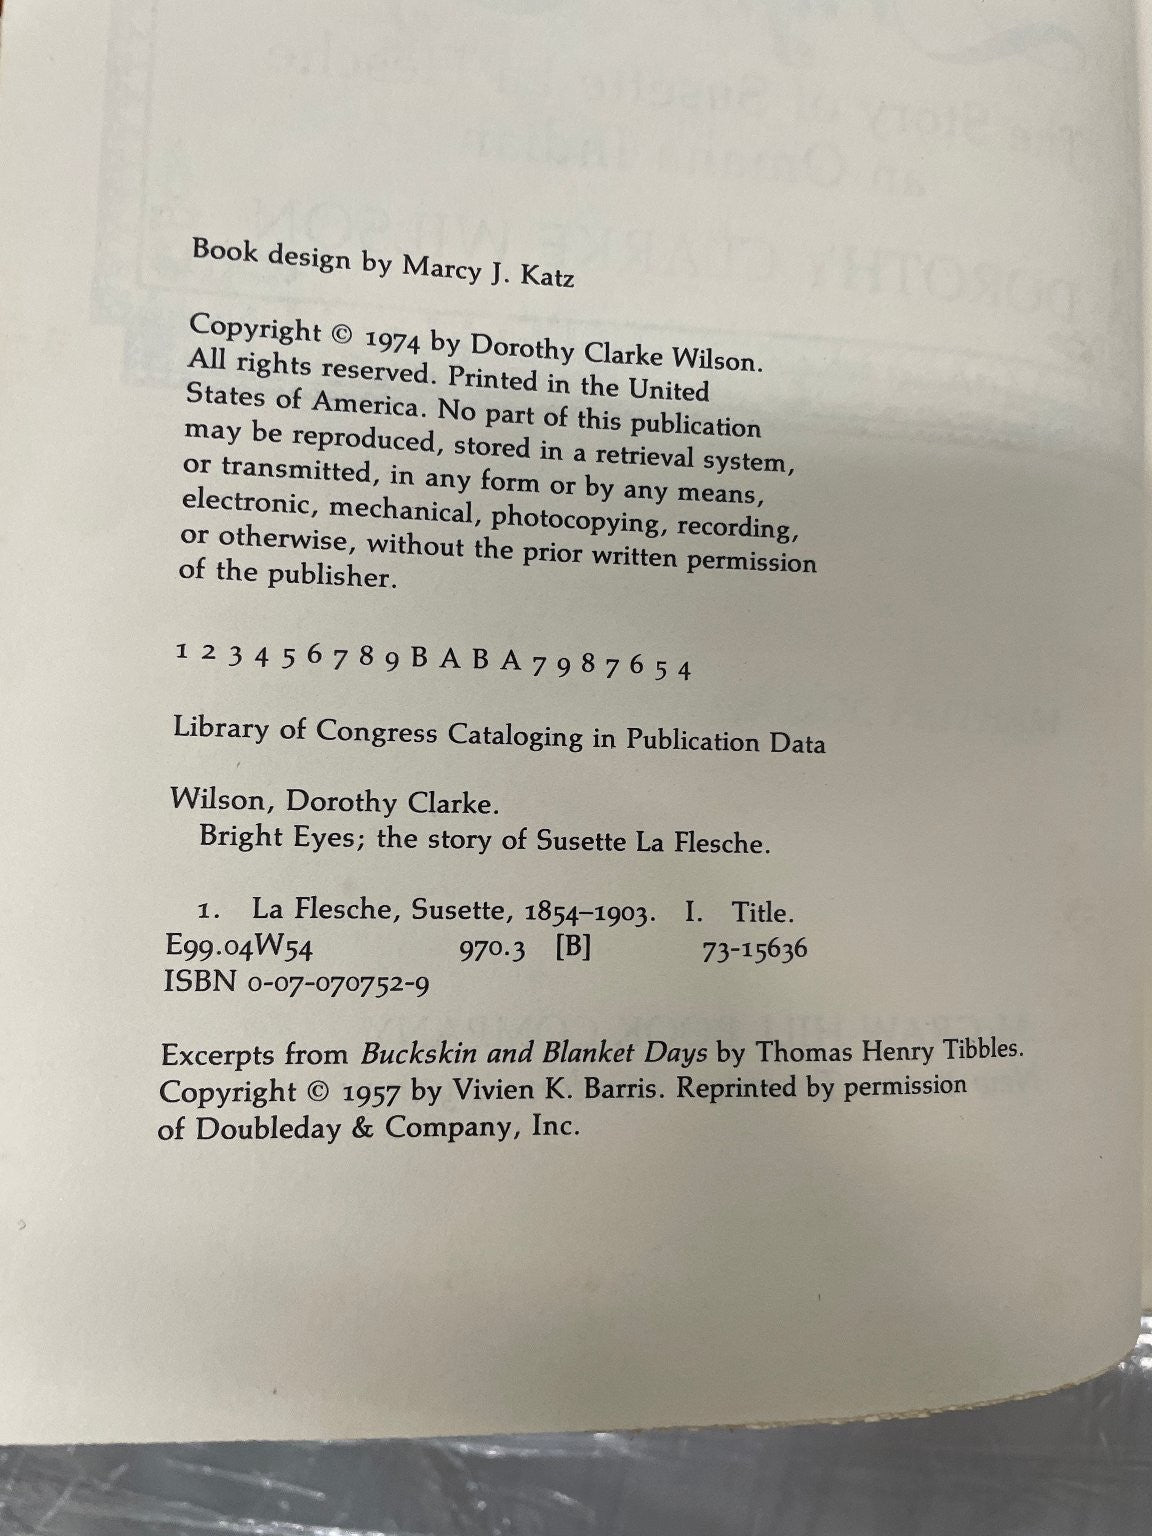 Book design by Marcy J. Katz
Copyright © 1974 by Dorothy Clarke Wilson.
All rights reserved. Printed in the United
States of America. No part of this publication
may be reproduced, stored in a retrieval system,
or transmitted, in any form or by any means,
electronic, mechanical, photocopying, recording,
or otherwise, without the prior written permission
of the publisher.
1 2 3 4 5 6 7 8 9 B A B A 7 9 8 7 6 5 4
Library of Congress Cataloging in Publication Data
Wilson, Dorothy Clarke.
Bright Eyes; the story of Susette La Flesche.
1. La Flesche, Susette, 1854–1903. I. Title.
E99.04W54 970.3 [B] 73-15636
ISBN 0-07-070752-9
Excerpts from Buckskin and Blanket Days by Thomas Henry Tibbles.
Copyright © 1957 by Vivien K. Barris. Reprinted by permission
of Doubleday & Company, Inc.